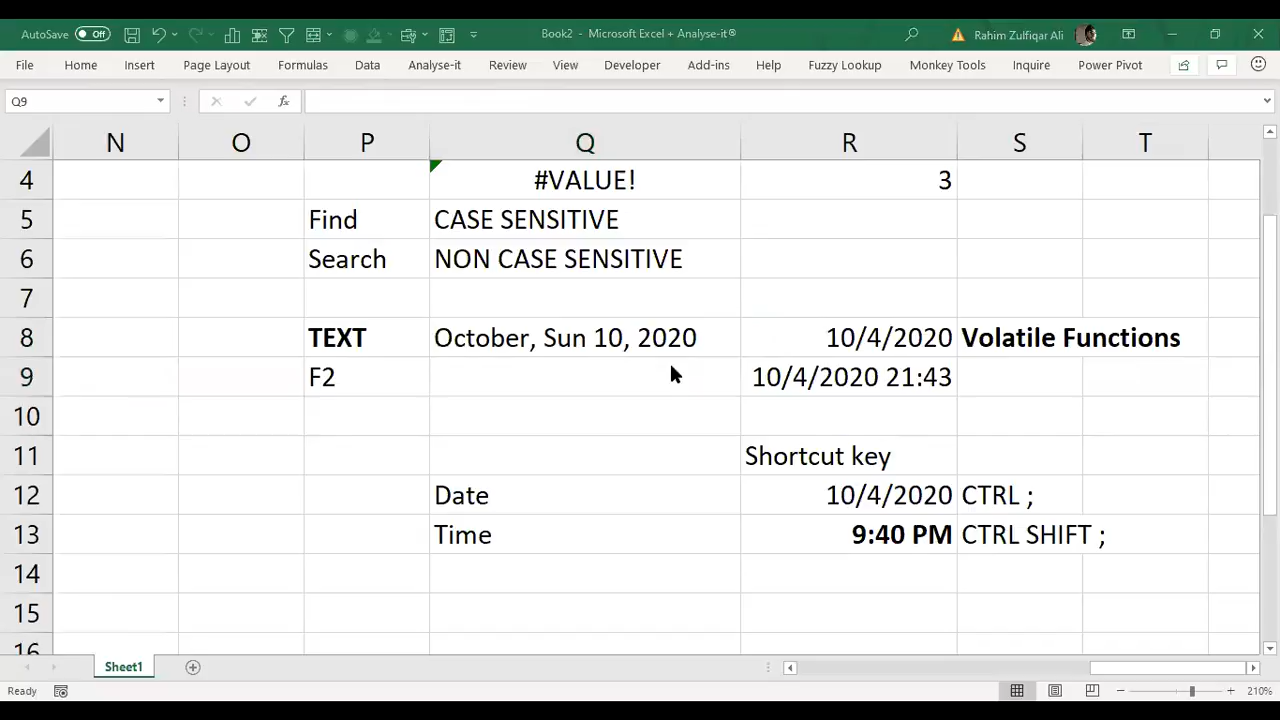 AutoSave Off Book2 - Microsoft Excel + Analyse-it® Rahim Zulfiqar Ali
File Home Insert Page Layout Formulas Data Analyse-it Review View Developer Add-ins Help Fuzzy Lookup Monkey Tools Inquire Power Pivot
Q9 fx
N O P Q R S T
4 #VALUE! 3
5 Find CASE SENSITIVE
6 Search NON CASE SENSITIVE
7
8 TEXT October, Sun 10, 2020 10/4/2020 Volatile Functions
9 F2 10/4/2020 21:43
10
11 Shortcut key
12 Date 10/4/2020 CTRL ;
13 Time 9:40 PM CTRL SHIFT ;
14
15
16
Sheet1
Ready 210%